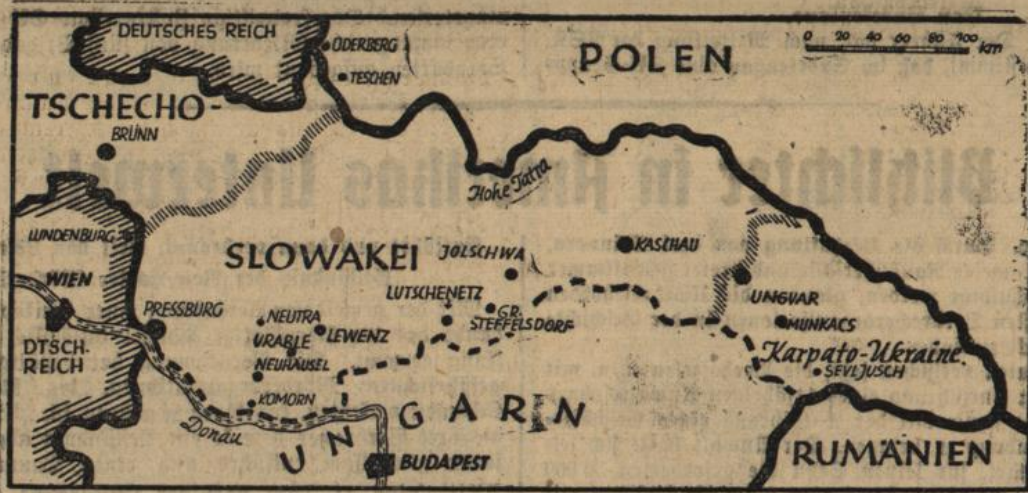 DEUTSCHES REICH
ODERBERG
POLEN
0 20 40 60 80 100 km
TESCHEN
TSCHECHO-
BRÜNN
Hohe Tatra
LUNDENBURG
SLOWAKEI
JOLSCHWA
KASCHAU
WIEN
LUTSCHENETZ
UNGVAR
PRESSBURG
GR.
STEFFELSDORF
NEUTRA
LEWENZ
MUNKACS
URABLE
DTSCH-
REICH
Karpato-Ukraine
NEUHÄUSEL
SEVLJUSCH
KOMORN
Donau
UNGARN
RUMÄNIEN
BUDAPEST